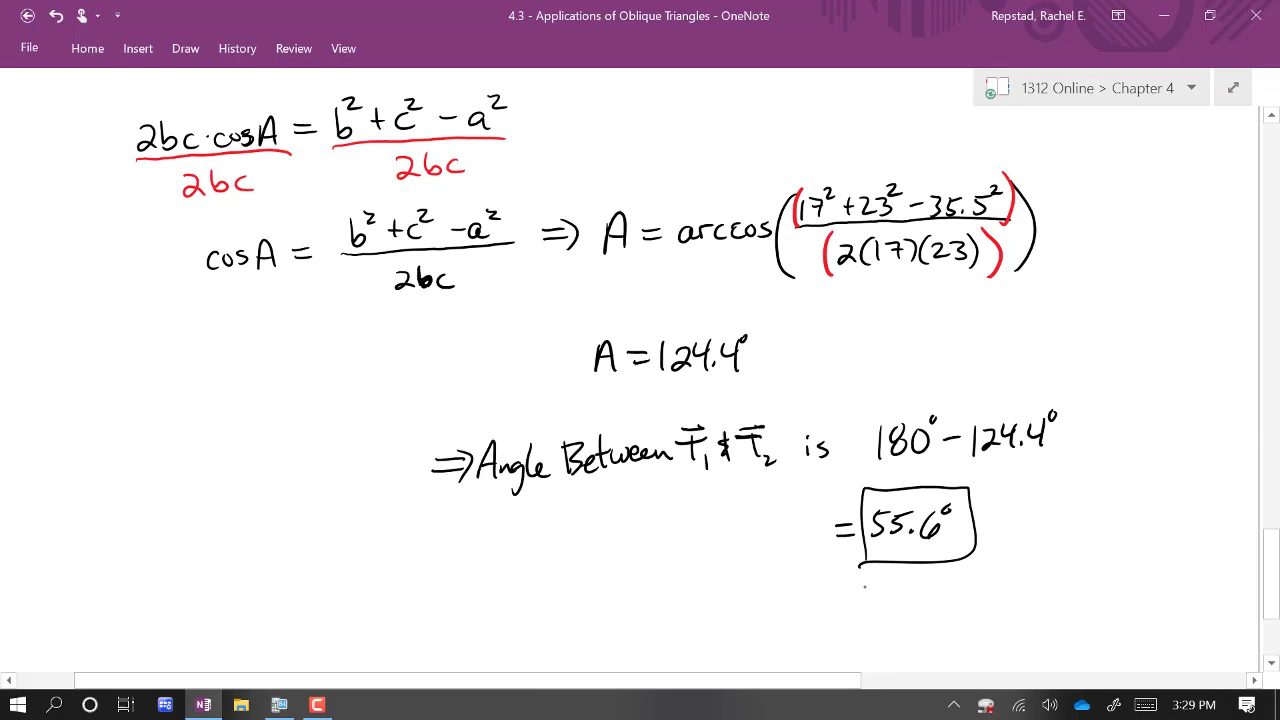 4.3 - Applications of Oblique Triangles - OneNote
Repstad, Rachel E.
File Home Insert Draw History Review View
1312 Online > Chapter 4
2bc·cosA = b² + c² - a²
2bc 2bc
cosA = b² + c² - a² ⇒ A = arccos( (17² + 23² - 35.5²)
2bc (2(17)(23)) )
A = 124.4°
⇒ Angle Between T⃗₁ & T⃗₂ is 180° - 124.4°
= 55.6°
3:29 PM